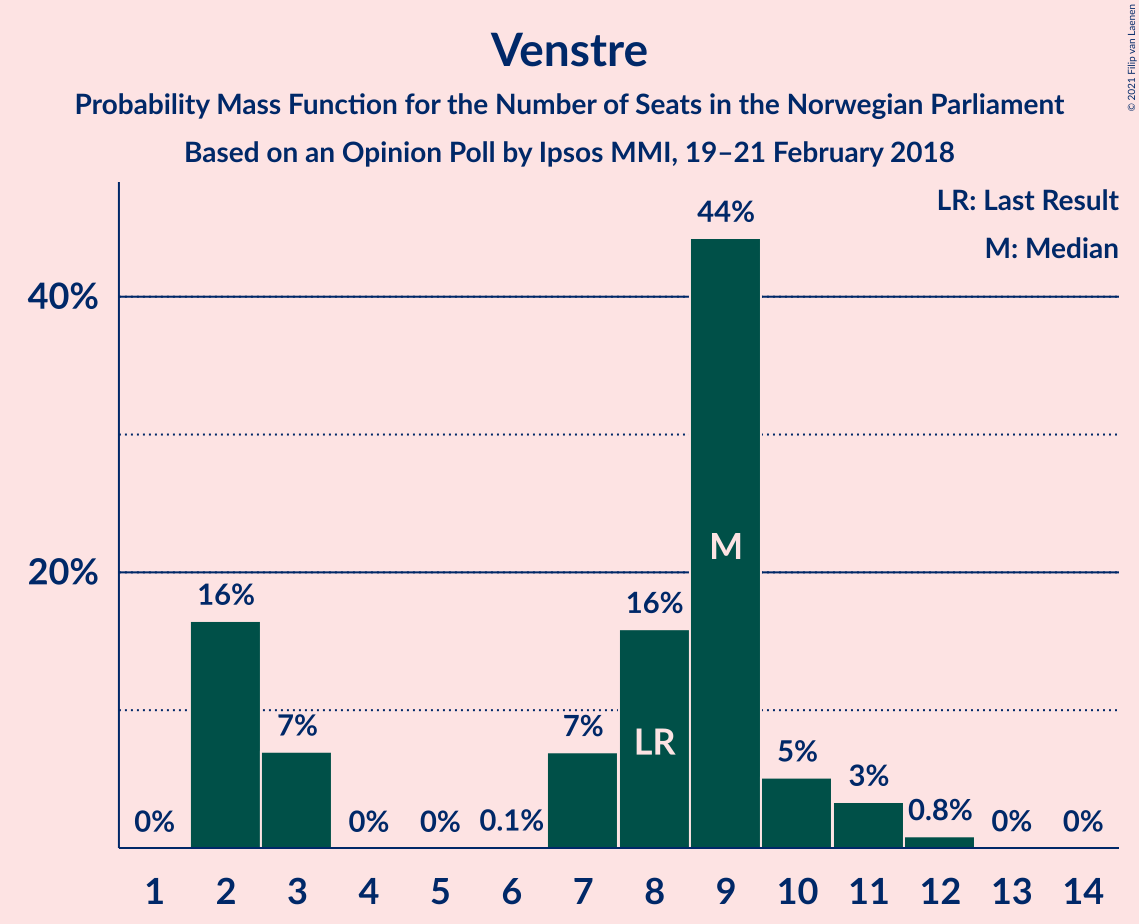 Venstre
Probability Mass Function for the Number of Seats in the Norwegian Parliament
Based on an Opinion Poll by Ipsos MMI, 19–21 February 2018
© 2021 Filip van Laenen
LR: Last Result
M: Median
40%
20%
0%
16%
7%
0%
0%
0.1%
7%
16%
44%
5%
3%
0.8%
0%
0%
LR
M
1 2 3 4 5 6 7 8 9 10 11 12 13 14